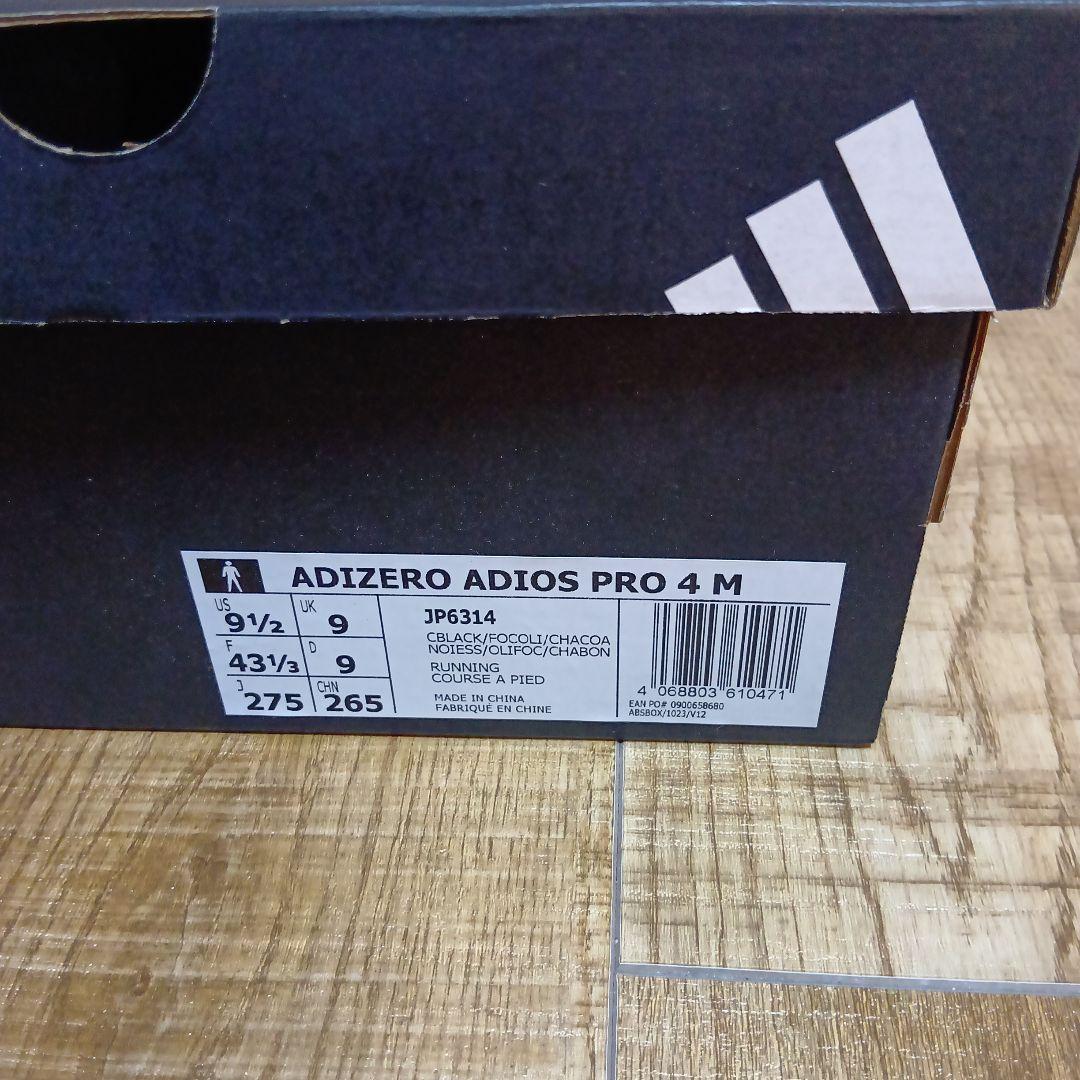 ADIZERO ADIOS PRO 4 M
US 9½ UK 9
F 43⅓ D 9
J 275 CHN 265
JP6314
CBLACK/FOCOLI/CHACOA
NOIESS/OLIFOC/CHABON
RUNNING
COURSE A PIED
MADE IN CHINA
FABRIQUÉ EN CHINE
4 068803 610471
EAN PO# 0900658680
ABSBOX/1023/V12